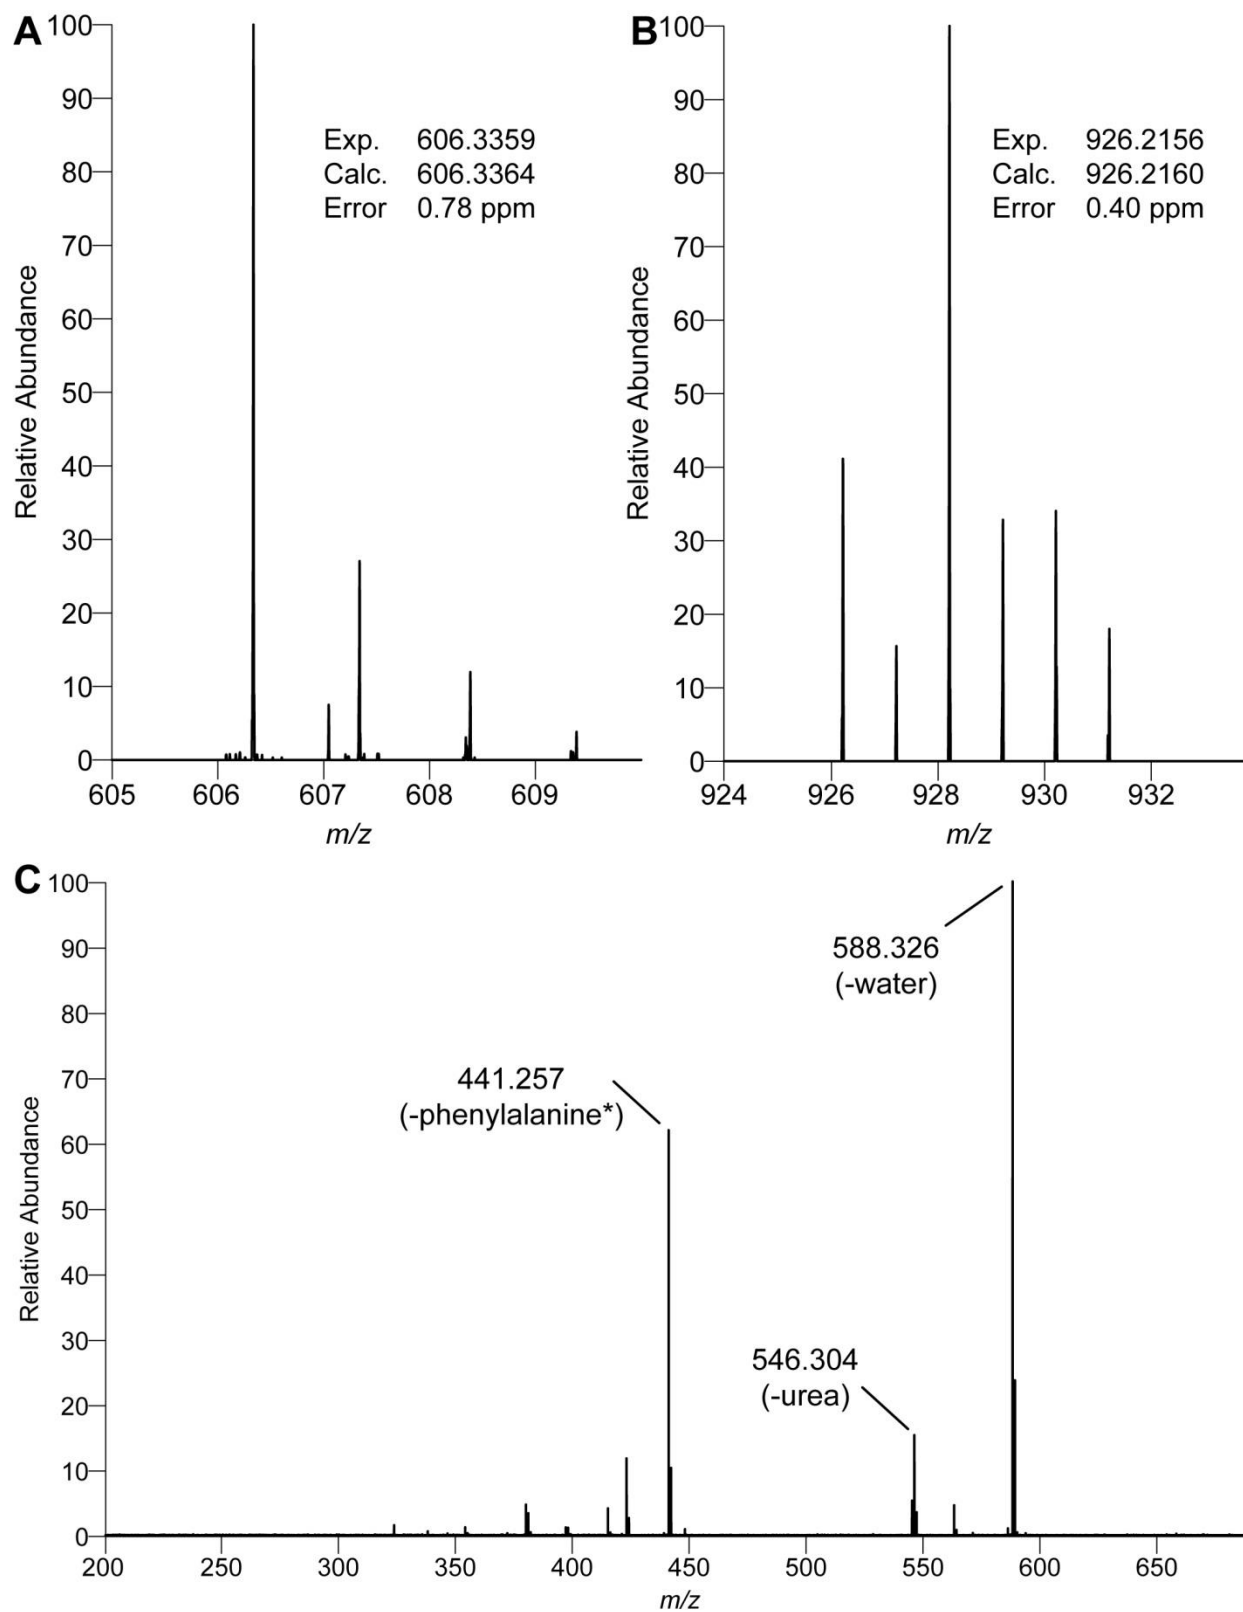 A
100
90
80
70
60
50
40
30
20
10
0
Relative Abundance
Exp. 606.3359
Calc. 606.3364
Error 0.78 ppm
605 606 607 608 609
m/z
B
100
90
80
70
60
50
40
30
20
10
0
Relative Abundance
Exp. 926.2156
Calc. 926.2160
Error 0.40 ppm
924 926 928 930 932
m/z
C
100
90
80
70
60
50
40
30
20
10
0
Relative Abundance
588.326
(-water)
441.257
(-phenylalanine*)
546.304
(-urea)
200 250 300 350 400 450 500 550 600 650
m/z